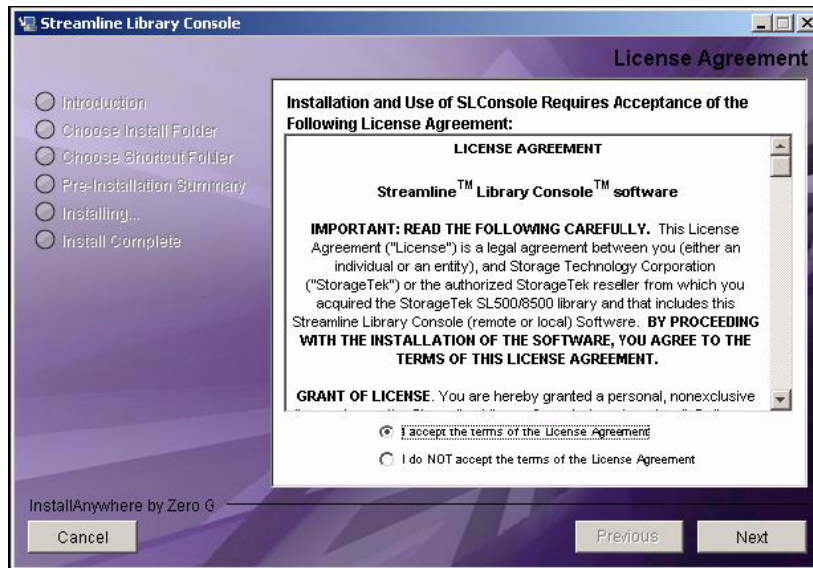 Streamline Library Console
License Agreement
Introduction
Choose Install Folder
Choose Shortcut Folder
Pre-Installation Summary
Installing...
Install Complete
Installation and Use of SLConsole Requires Acceptance of the
Following License Agreement:
LICENSE AGREEMENT
Streamline™ Library Console™ software
IMPORTANT: READ THE FOLLOWING CAREFULLY. This License
Agreement ("License") is a legal agreement between you (either an
individual or an entity), and Storage Technology Corporation
("StorageTek") or the authorized StorageTek reseller from which you
acquired the StorageTek SL500/8500 library and that includes this
Streamline Library Console (remote or local) Software. BY PROCEEDING
WITH THE INSTALLATION OF THE SOFTWARE, YOU AGREE TO THE
TERMS OF THIS LICENSE AGREEMENT.
GRANT OF LICENSE. You are hereby granted a personal, nonexclusive
I accept the terms of the License Agreement
I do NOT accept the terms of the License Agreement
InstallAnywhere by Zero G
Cancel
Previous
Next